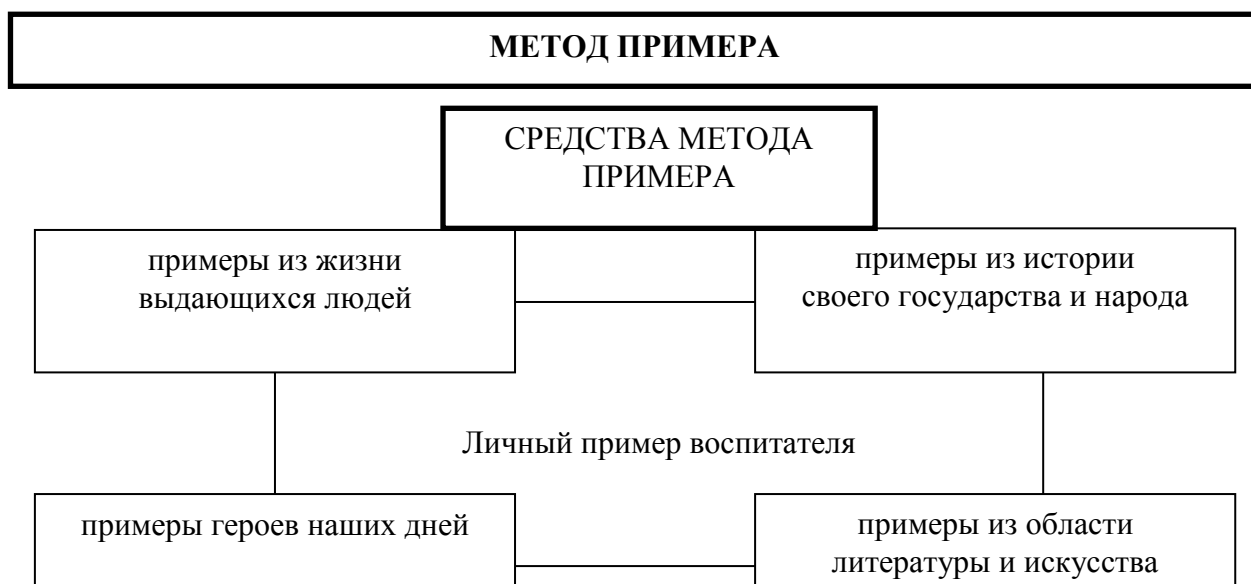 МЕТОД ПРИМЕРА
СРЕДСТВА МЕТОДА
ПРИМЕРА
примеры из жизни
выдающихся людей
примеры из истории
своего государства и народа
Личный пример воспитателя
примеры героев наших дней
примеры из области
литературы и искусства